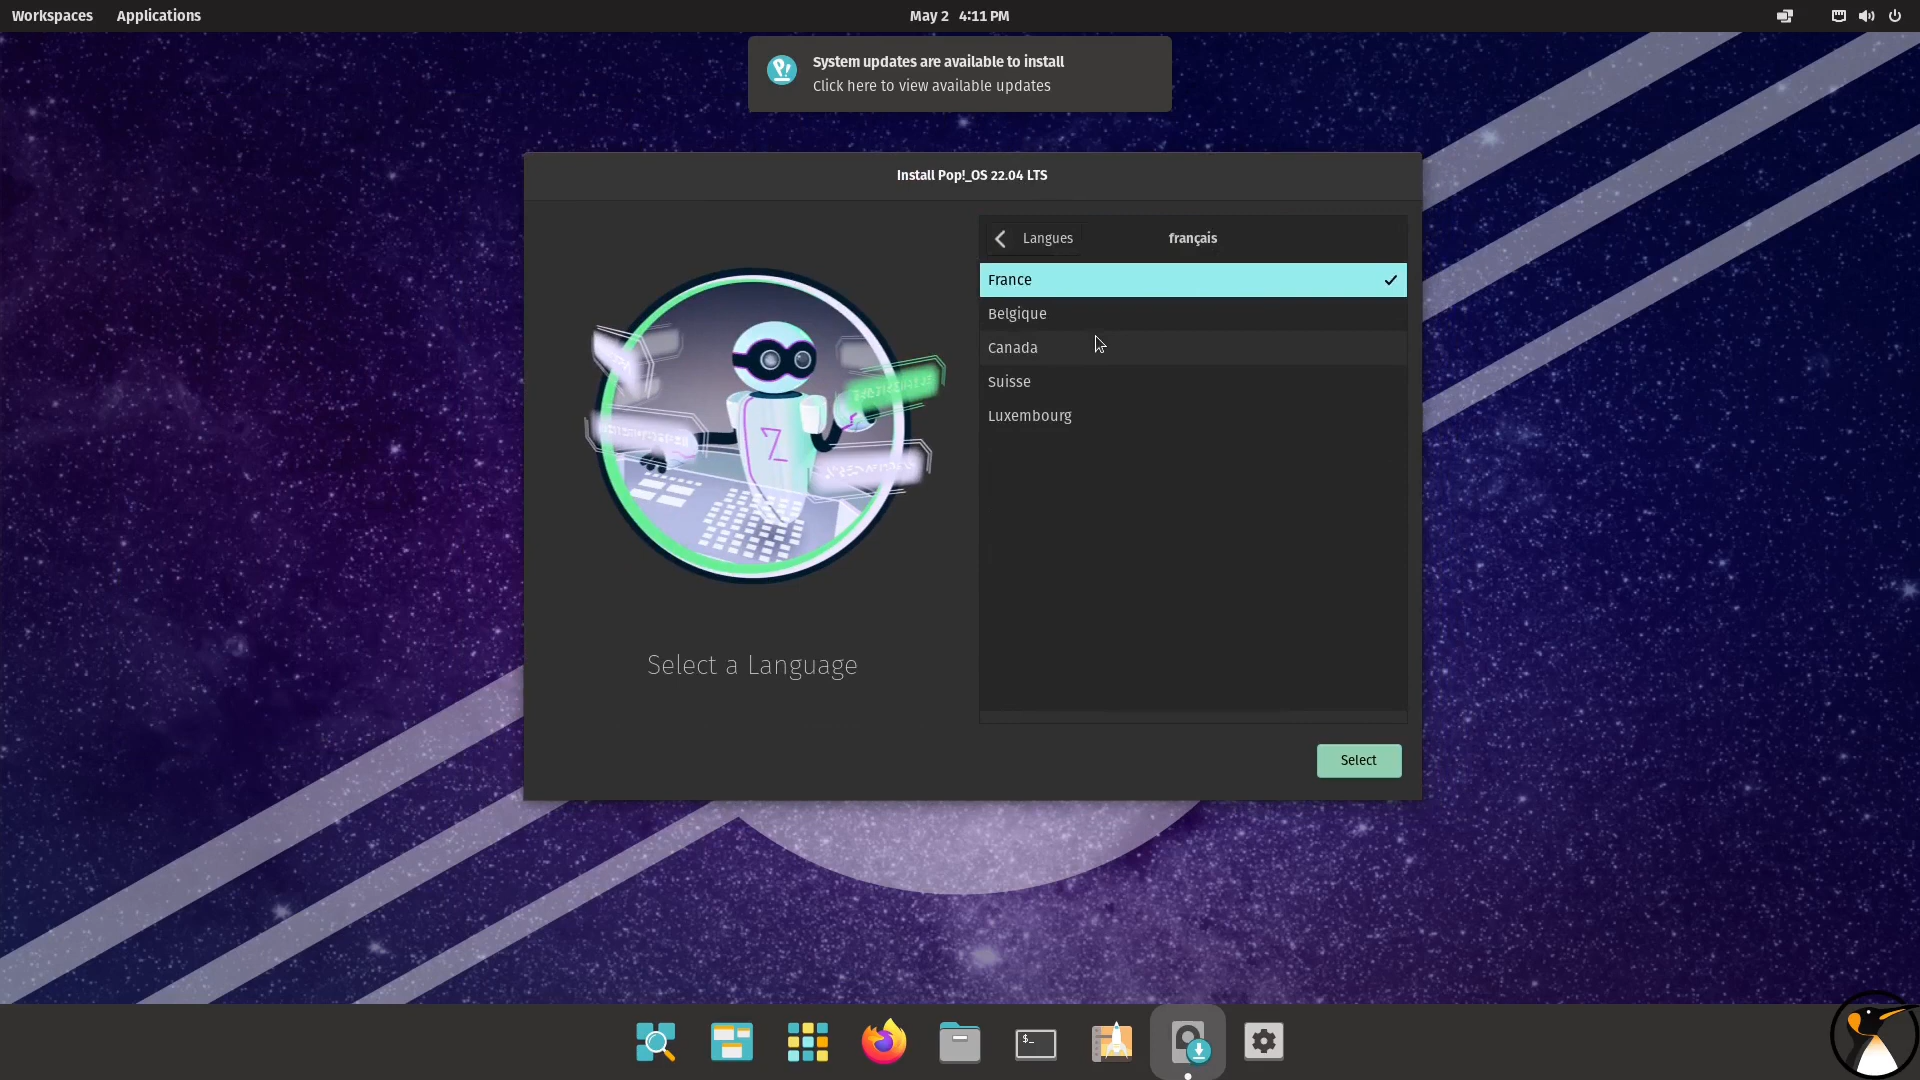 Workspaces Applications May 2 4:11 PM
System updates are available to install
Click here to view available updates
Install Pop!_OS 22.04 LTS
Langues français
France
Belgique
Canada
Suisse
Luxembourg
Select a Language
Select
$_